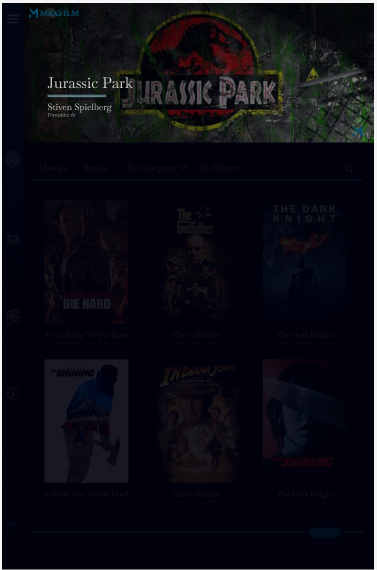 MAXFILM
Jurassic Park
JURASSIC PARK
Stiven Spielberg
Movies Series By Category By Date
DIE HARD
The Godfather
THE DARK KNIGHT
A Good Day To Die Hard The Godfather The Dark Knight
The SHINING
INDIANA JONES
The SHINING
A Good Day To Die Hard The Godfather The Dark Knight